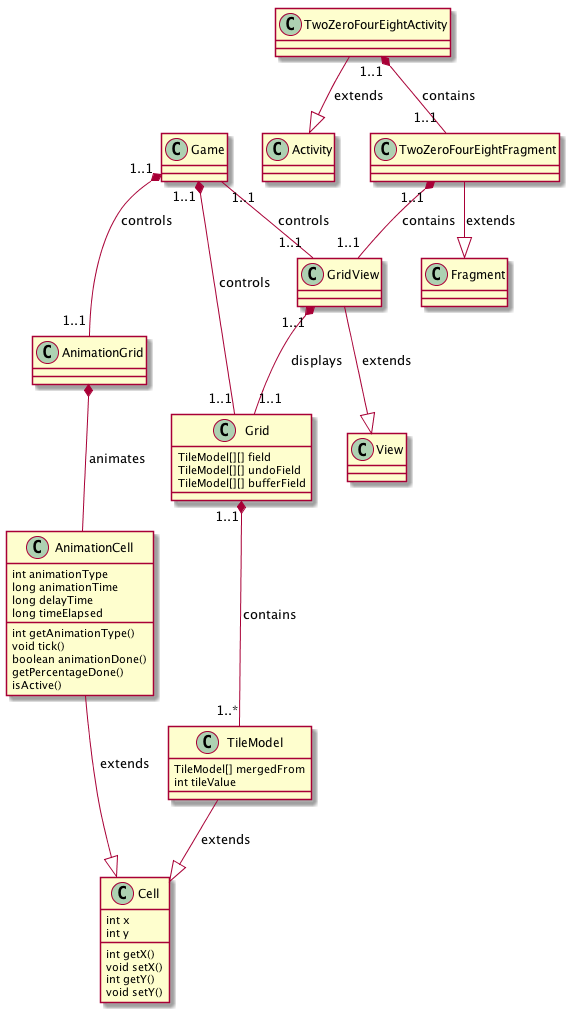 C TwoZeroFourEightActivity
1..1
extends
contains
1..1
C Game
C Activity
C TwoZeroFourEightFragment
1..1
1..1
1..1
1..1
controls
controls
contains
extends
1..1
1..1
C GridView
C Fragment
controls
1..1
1..1
C AnimationGrid
displays
extends
1..1
1..1
C Grid
TileModel[][] field
TileModel[][] undoField
TileModel[][] bufferField
C View
animates
1..1
C AnimationCell
int animationType
long animationTime
long delayTime
long timeElapsed
int getAnimationType()
void tick()
boolean animationDone()
getPercentageDone()
isActive()
contains
1..*
C TileModel
TileModel[] mergedFrom
int tileValue
extends
extends
C Cell
int x
int y
int getX()
void setX()
int getY()
void setY()